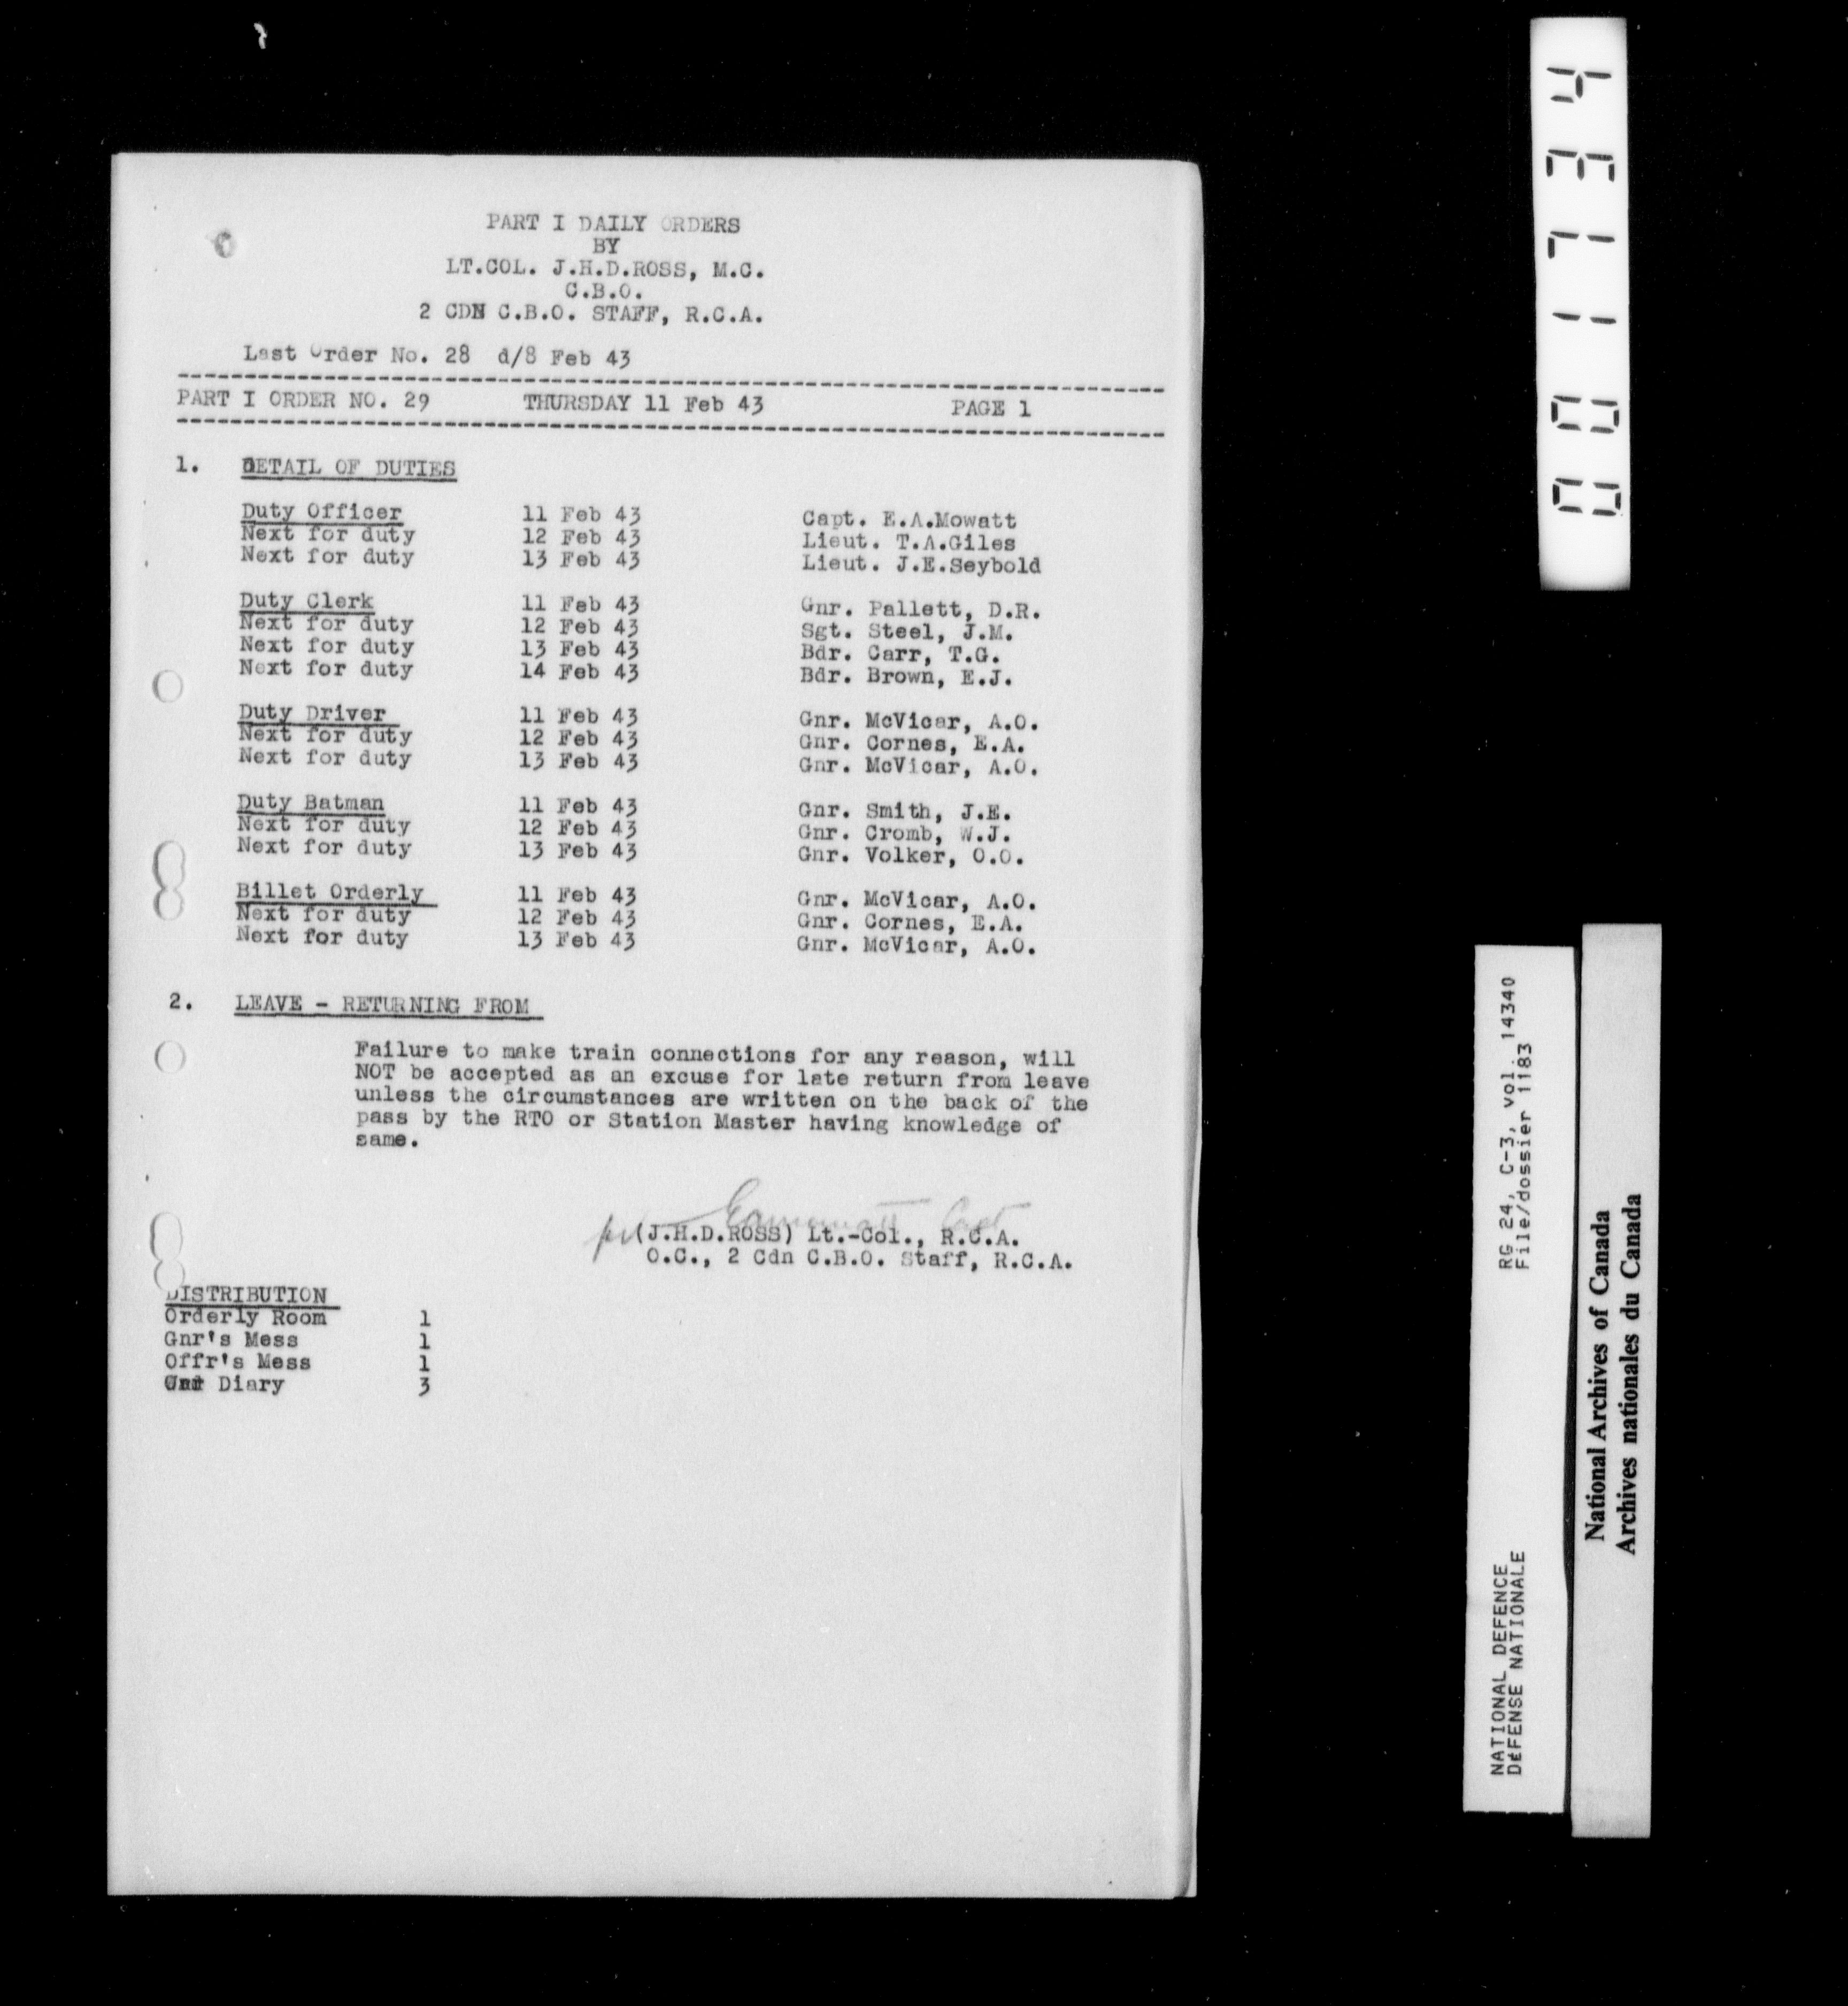 PART I DAILY ORDERS
BY
LT.COL. J.H.D.ROSS, M.C.
C.B.O.
2 CDN C.B.O. STAFF, R.C.A.
Last Order No. 28 d/8 Feb 43
PART I ORDER NO. 29 THURSDAY 11 Feb 43 PAGE 1
1. DETAIL OF DUTIES
Duty Officer 11 Feb 43 Capt. E.A.Mowatt
Next for duty 12 Feb 43 Lieut. T.A.Giles
Next for duty 13 Feb 43 Lieut. J.E.Seybold
Duty Clerk 11 Feb 43 Gnr. Pallett, D.R.
Next for duty 12 Feb 43 Sgt. Steel, J.M.
Next for duty 13 Feb 43 Bdr. Carr, T.G.
Next for duty 14 Feb 43 Bdr. Brown, E.J.
Duty Driver 11 Feb 43 Gnr. McVicar, A.O.
Next for duty 12 Feb 43 Gnr. Cornes, E.A.
Next for duty 13 Feb 43 Gnr. McVicar, A.O.
Duty Batman 11 Feb 43 Gnr. Smith, J.E.
Next for duty 12 Feb 43 Gnr. Cromb, W.J.
Next for duty 13 Feb 43 Gnr. Volker, O.O.
Billet Orderly 11 Feb 43 Gnr. McVicar, A.O.
Next for duty 12 Feb 43 Gnr. Cornes, E.A.
Next for duty 13 Feb 43 Gnr. McVicar, A.O.
2. LEAVE - RETURNING FROM
Failure to make train connections for any reason, will
NOT be accepted as an excuse for late return from leave
unless the circumstances are written on the back of the
pass by the RTO or Station Master having knowledge of
same.
(J.H.D.ROSS) Lt.-Col., R.C.A.
O.C., 2 Cdn C.B.O. Staff, R.C.A.
DISTRIBUTION
Orderly Room 1
Gnr's Mess 1
Offr's Mess 1
War Diary 3
001734
RG 24, C-3, vol. 14340
File/dossier 1183
NATIONAL DEFENCE
DÉFENSE NATIONALE
National Archives of Canada
Archives nationales du Canada